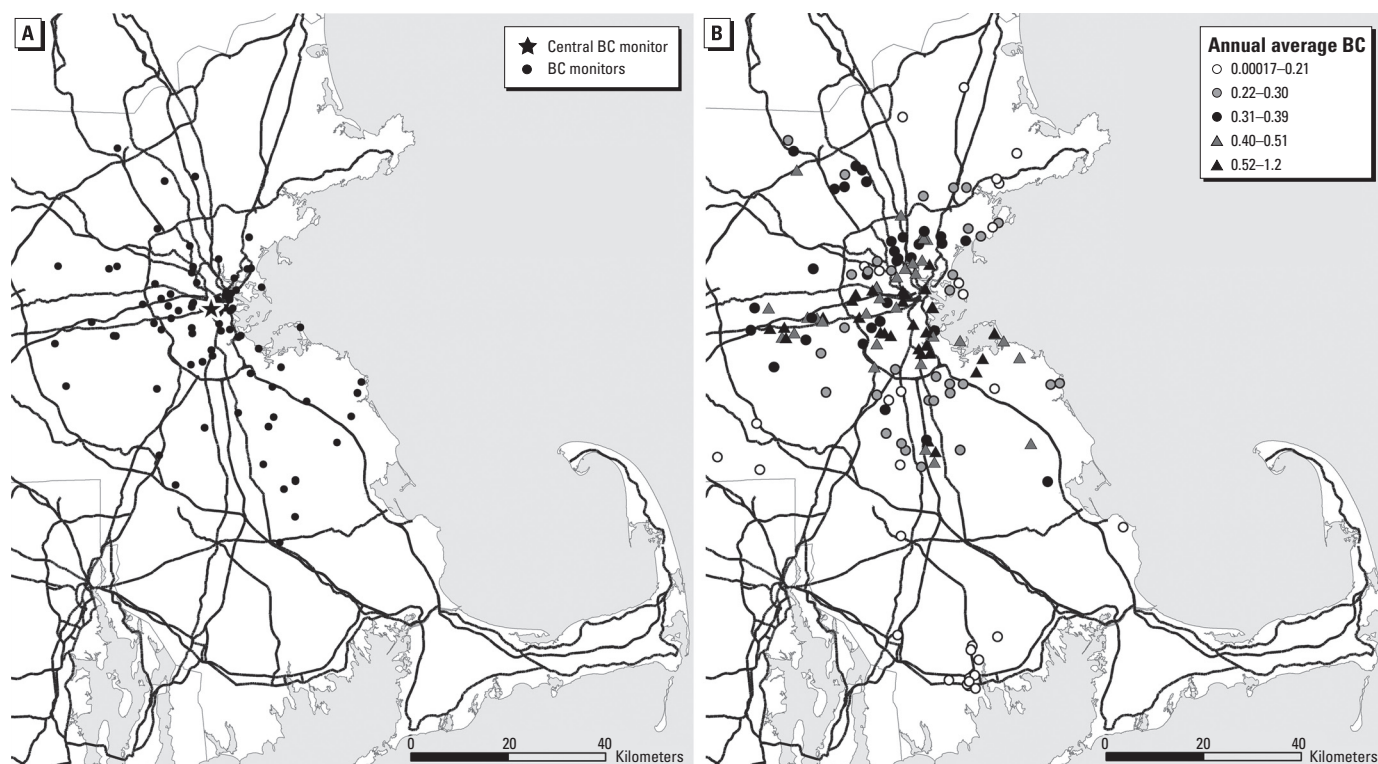 A
Central BC monitor
BC monitors
0 20 40
Kilometers
B
Annual average BC
0.00017–0.21
0.22–0.30
0.31–0.39
0.40–0.51
0.52–1.2
0 20 40
Kilometers